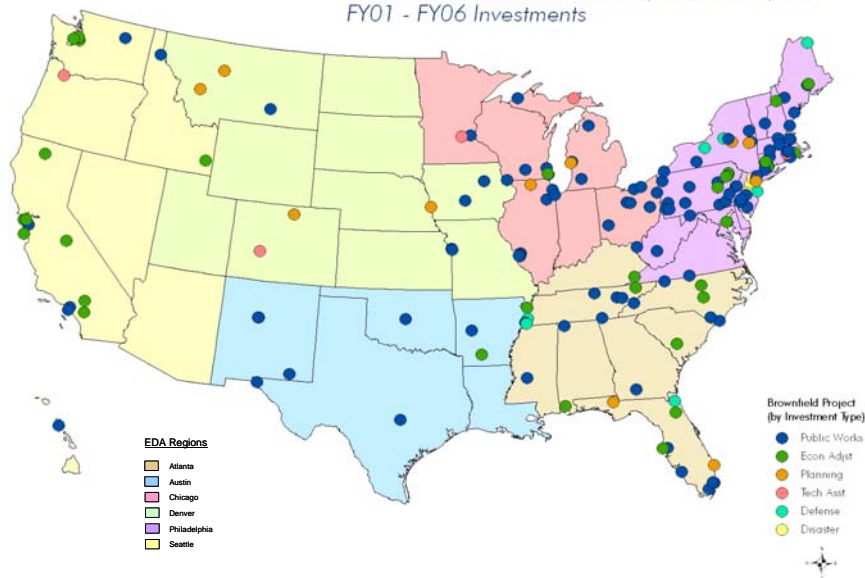 FY01 - FY06 Investments
EDA Regions
Atlanta
Austin
Chicago
Denver
Philadelphia
Seattle
Brownfield Project
(by Investment Type)
Public Works
Econ Adjst
Planning
Tech Asst
Defense
Disaster